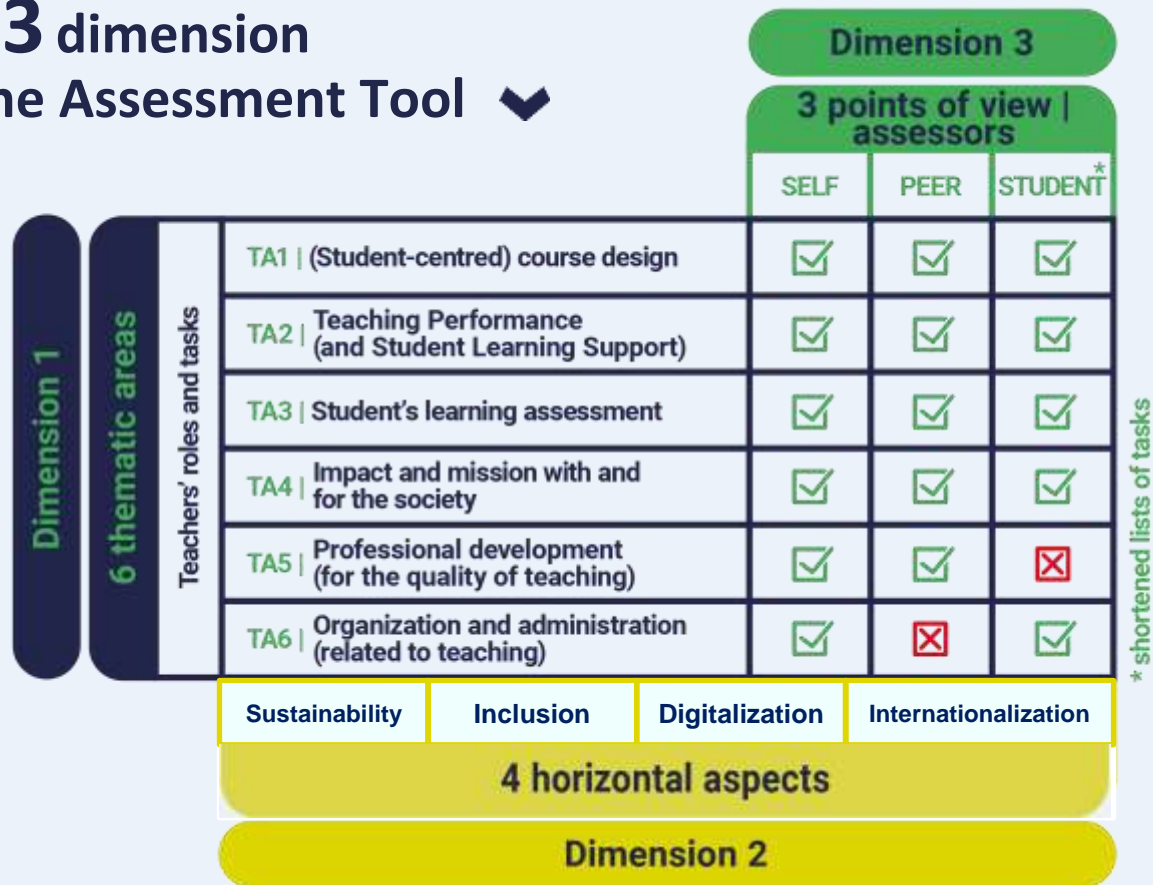 3 dimension
ne Assessment Tool
Dimension 3
3 points of view |
assessors
SELF PEER STUDENT*
Dimension 1
6 thematic areas
Teachers' roles and tasks
TA1 | (Student-centred) course design
TA2 | Teaching Performance
(and Student Learning Support)
TA3 | Student's learning assessment
TA4 | Impact and mission with and
for the society
TA5 | Professional development
(for the quality of teaching)
TA6 | Organization and administration
(related to teaching)
* shortened lists of tasks
Sustainability Inclusion Digitalization Internationalization
4 horizontal aspects
Dimension 2